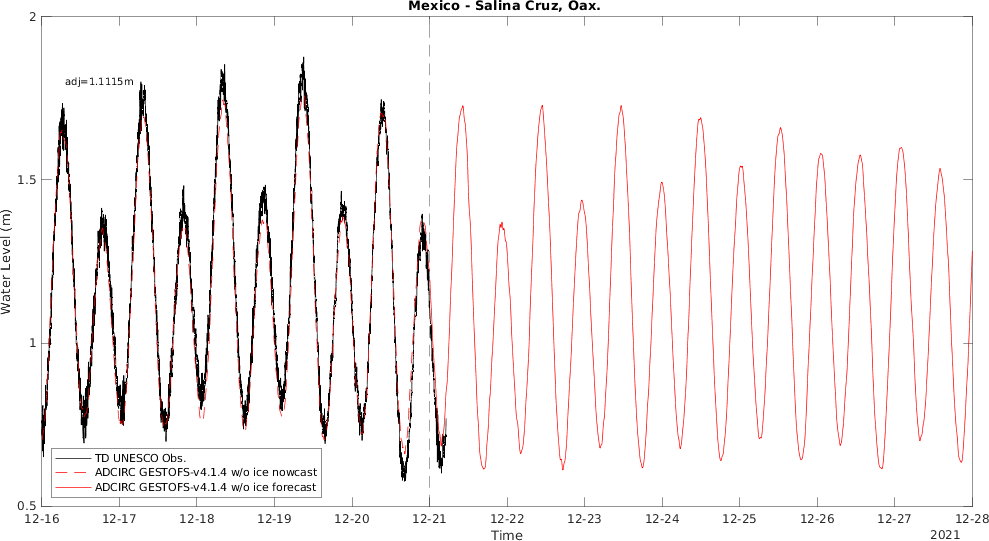 Mexico - Salina Cruz, Oax.
2
1.5
1
0.5
Water Level (m)
adj=1.1115m
TD UNESCO Obs.
ADCIRC GESTOFS-v4.1.4 w/o ice nowcast
ADCIRC GESTOFS-v4.1.4 w/o ice forecast
12-16 12-17 12-18 12-19 12-20 12-21 12-22 12-23 12-24 12-25 12-26 12-27 12-28
Time
2021